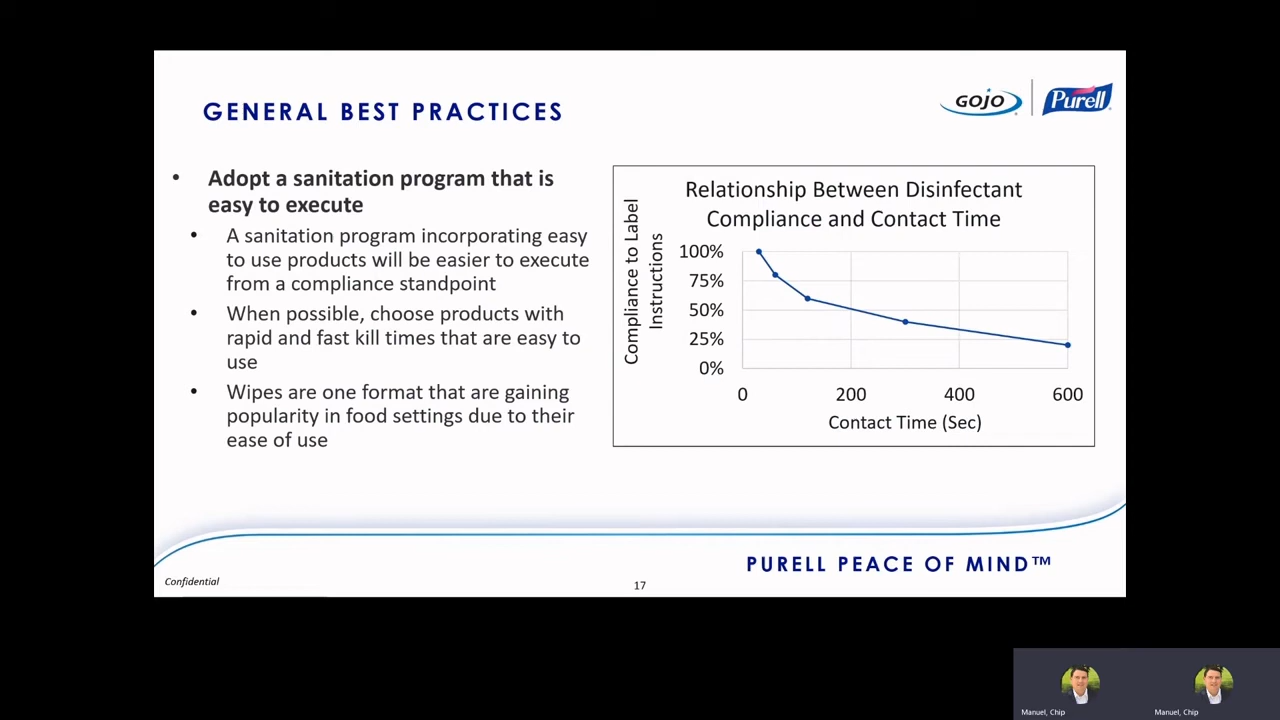 GENERAL BEST PRACTICES
GOJO
Purell
• Adopt a sanitation program that is
easy to execute
• A sanitation program incorporating easy
to use products will be easier to execute
from a compliance standpoint
• When possible, choose products with
rapid and fast kill times that are easy to
use
• Wipes are one format that are gaining
popularity in food settings due to their
ease of use
Relationship Between Disinfectant
Compliance and Contact Time
Compliance to Label
Instructions
100%
75%
50%
25%
0%
0 200 400 600
Contact Time (Sec)
PURELL PEACE OF MIND™
Confidential
17
Manuel, Chip
Manuel, Chip